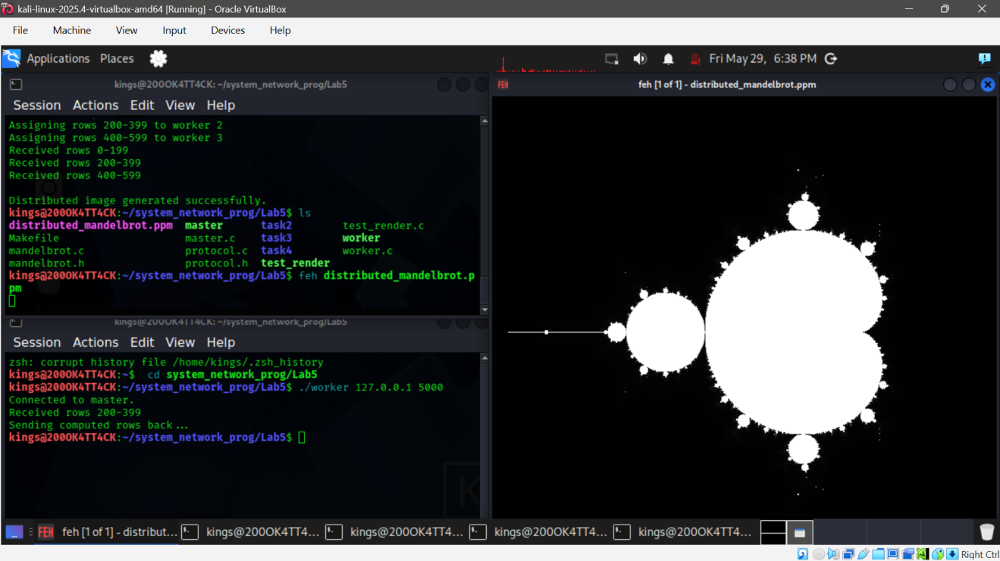 kali-linux-2025.4-virtualbox-amd64 [Running] - Oracle VirtualBox
File Machine View Input Devices Help
Applications Places Fri May 29, 6:38 PM
kings@200OK4TT4CK: ~/system_network_prog/Lab5
Session Actions Edit View Help
Assigning rows 200-399 to worker 2
Assigning rows 400-599 to worker 3
Received rows 0-199
Received rows 200-399
Received rows 400-599
Distributed image generated successfully.
kings@200OK4TT4CK:~/system_network_prog/Lab5$ ls
distributed_mandelbrot.ppm master task2 test_render.c
Makefile master.c task3 worker
mandelbrot.c protocol.c task4 worker.c
mandelbrot.h protocol.h test_render
kings@200OK4TT4CK:~/system_network_prog/Lab5$ feh distributed_mandelbrot.p
pm
kings@200OK4TT4CK: ~/system_network_prog/Lab5
Session Actions Edit View Help
zsh: corrupt history file /home/kings/.zsh_history
kings@200OK4TT4CK:~$ cd system_network_prog/Lab5
kings@200OK4TT4CK:~/system_network_prog/Lab5$ ./worker 127.0.0.1 5000
Connected to master.
Received rows 200-399
Sending computed rows back...
kings@200OK4TT4CK:~/system_network_prog/Lab5$
FEH feh [1 of 1] - distributed_mandelbrot.ppm
FEH feh [1 of 1] - distribut... kings@200OK4TT4... kings@200OK4TT4... kings@200OK4TT4... kings@200OK4TT4...
Right Ctrl